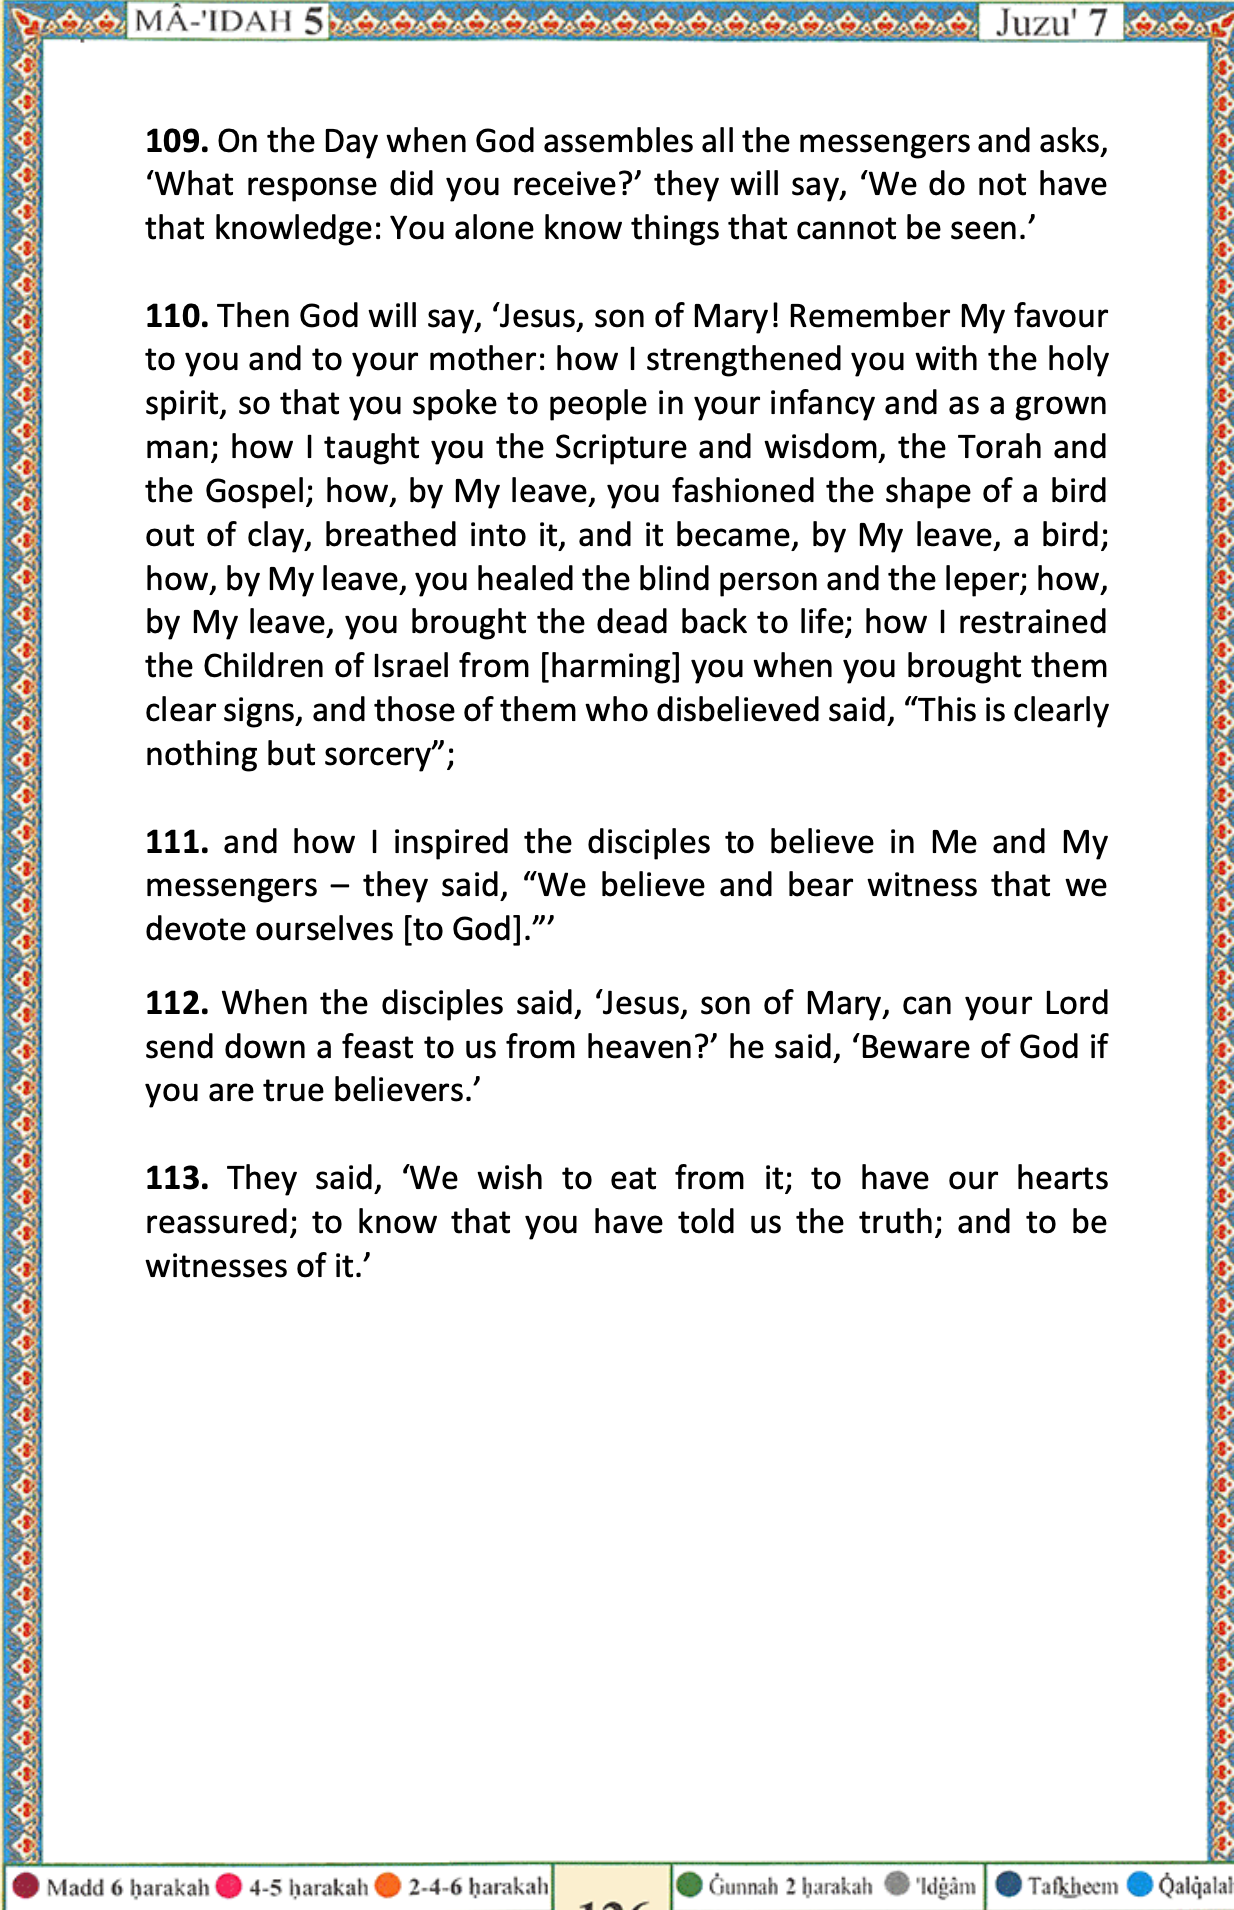 MÂ-'IDAH 5 Juzu' 7
109. On the Day when God assembles all the messengers and asks,
‘What response did you receive?’ they will say, ‘We do not have
that knowledge: You alone know things that cannot be seen.’
110. Then God will say, ‘Jesus, son of Mary! Remember My favour
to you and to your mother: how I strengthened you with the holy
spirit, so that you spoke to people in your infancy and as a grown
man; how I taught you the Scripture and wisdom, the Torah and
the Gospel; how, by My leave, you fashioned the shape of a bird
out of clay, breathed into it, and it became, by My leave, a bird;
how, by My leave, you healed the blind person and the leper; how,
by My leave, you brought the dead back to life; how I restrained
the Children of Israel from [harming] you when you brought them
clear signs, and those of them who disbelieved said, “This is clearly
nothing but sorcery”;
111. and how I inspired the disciples to believe in Me and My
messengers – they said, “We believe and bear witness that we
devote ourselves [to God].”’
112. When the disciples said, ‘Jesus, son of Mary, can your Lord
send down a feast to us from heaven?’ he said, ‘Beware of God if
you are true believers.’
113. They said, ‘We wish to eat from it; to have our hearts
reassured; to know that you have told us the truth; and to be
witnesses of it.’
Madd 6 ḥarakah 4-5 ḥarakah 2-4-6 ḥarakah Ġunnah 2 ḥarakah 'Idġâm Tafk͟heem Q̇alq̇alah